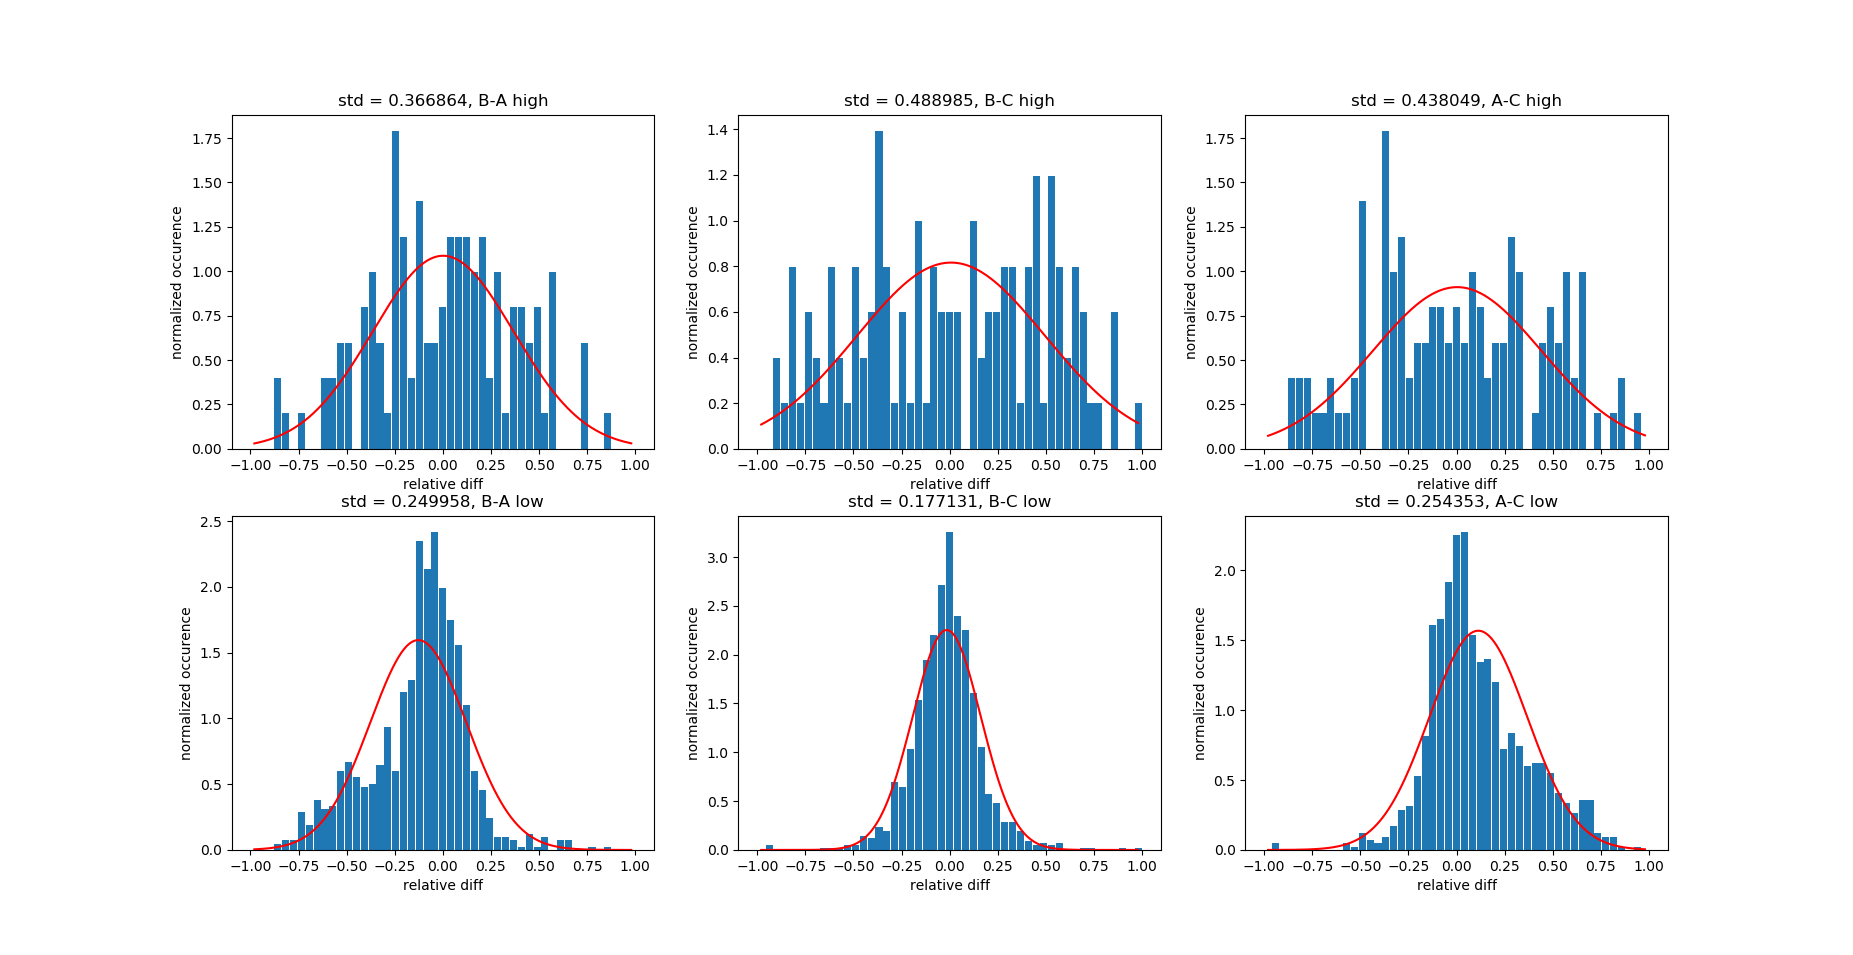 std = 0.366864, B-A high
normalized occurence
1.75
1.50
1.25
1.00
0.75
0.50
0.25
0.00
−1.00 −0.75 −0.50 −0.25 0.00 0.25 0.50 0.75 1.00
relative diff
std = 0.488985, B-C high
normalized occurence
1.4
1.2
1.0
0.8
0.6
0.4
0.2
0.0
−1.00 −0.75 −0.50 −0.25 0.00 0.25 0.50 0.75 1.00
relative diff
std = 0.438049, A-C high
normalized occurence
1.75
1.50
1.25
1.00
0.75
0.50
0.25
0.00
−1.00 −0.75 −0.50 −0.25 0.00 0.25 0.50 0.75 1.00
relative diff
std = 0.249958, B-A low
normalized occurence
2.5
2.0
1.5
1.0
0.5
0.0
−1.00 −0.75 −0.50 −0.25 0.00 0.25 0.50 0.75 1.00
relative diff
std = 0.177131, B-C low
normalized occurence
3.0
2.5
2.0
1.5
1.0
0.5
0.0
−1.00 −0.75 −0.50 −0.25 0.00 0.25 0.50 0.75 1.00
relative diff
std = 0.254353, A-C low
normalized occurence
2.0
1.5
1.0
0.5
0.0
−1.00 −0.75 −0.50 −0.25 0.00 0.25 0.50 0.75 1.00
relative diff